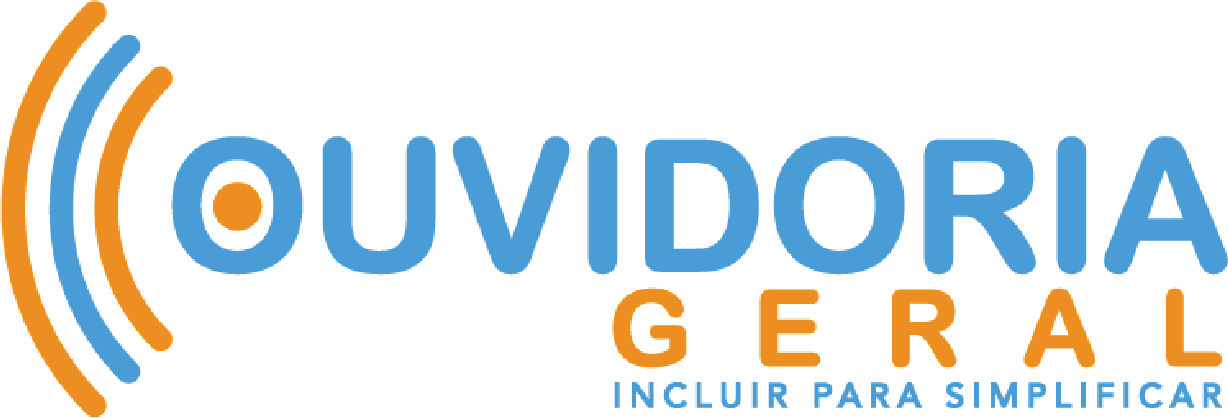 OUVIDORIA
GERAL
INCLUIR PARA SIMPLIFICAR